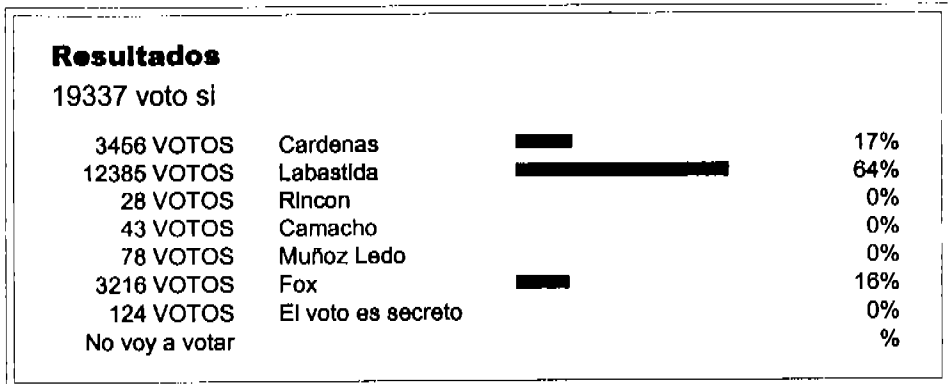 Resultados
19337 voto si
3456 VOTOS Cardenas 17%
12385 VOTOS Labastida 64%
28 VOTOS Rincon 0%
43 VOTOS Camacho 0%
78 VOTOS Muñoz Ledo 0%
3216 VOTOS Fox 16%
124 VOTOS El voto es secreto 0%
No voy a votar %